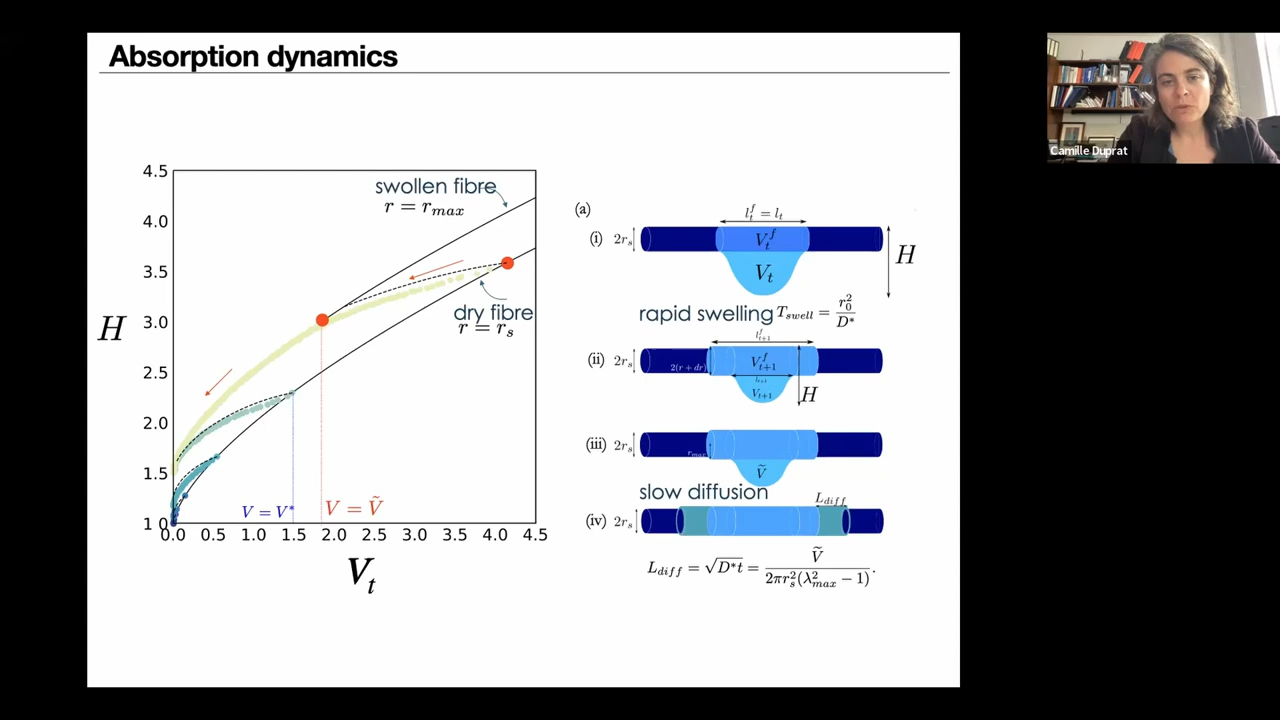 Absorption dynamics
Camille Duprat
4.5
4.0
3.5
3.0
2.5
2.0
1.5
1 0
H
swollen fibre
r = r_max
dry fibre
r = r_s
V = V*
V = Ṽ
0.0 0.5 1.0 1.5 2.0 2.5 3.0 3.5 4.0 4.5
V_t
(a)
l_t^f = l_t
(i) 2r_s V_t^f
V_t
H
rapid swelling T_swell = r_0^2 / D*
l_{t+1}^f
(ii) 2r_s 2(r + dr) V_{t+1}^f
l_{t+1}
V_{t+1} H
(iii) 2r_s r_max
Ṽ
slow diffusion L_diff
(iv) 2r_s
L_diff = √D*t = Ṽ / 2πr_s^2(λ_max^2 − 1).